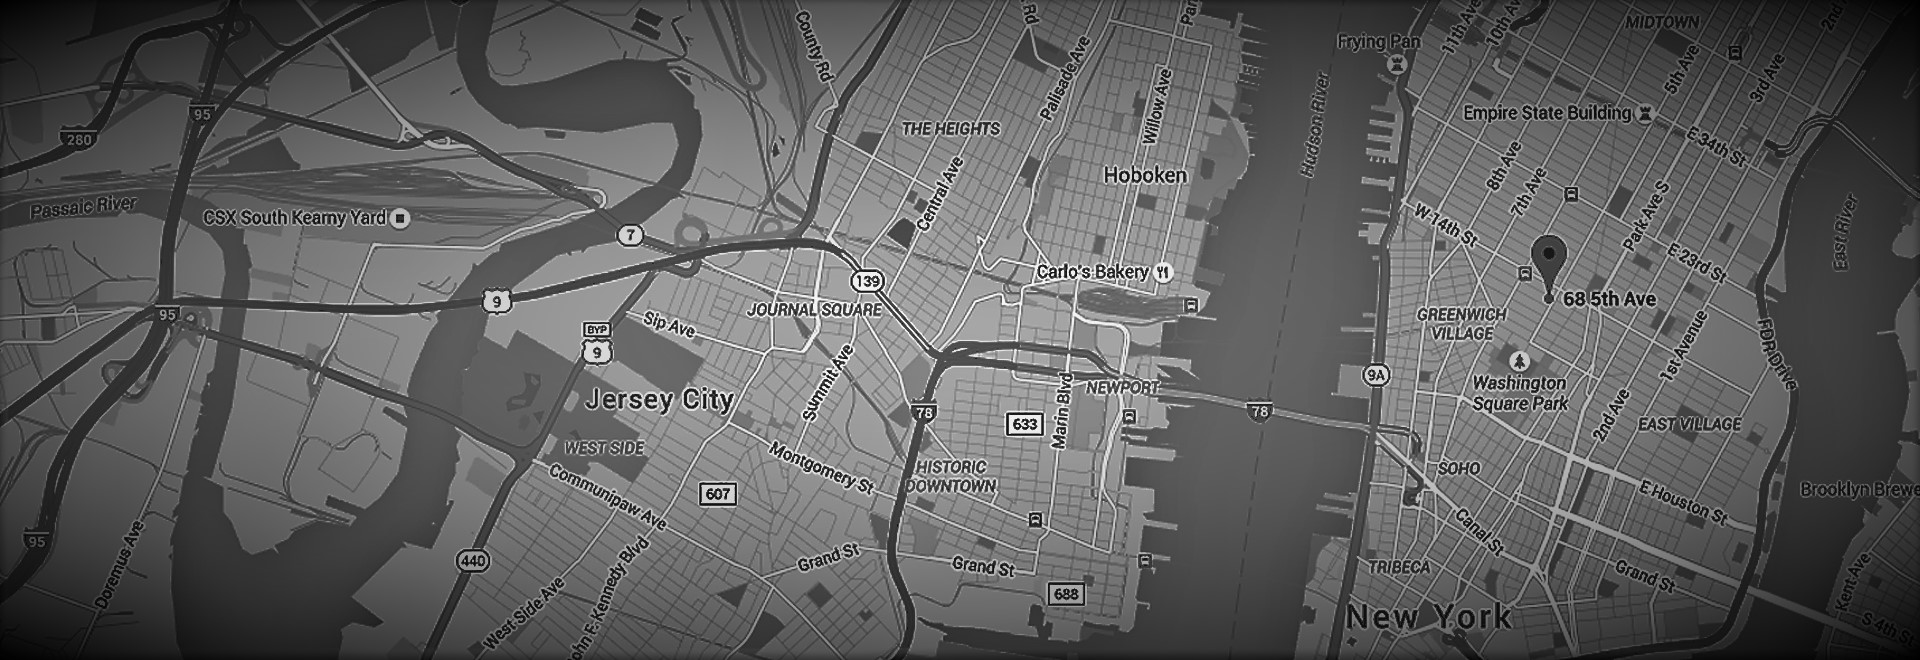 County Rd
Rd
Palisade Ave
Willow Ave
Frying Pan
11th Ave
10th Av
MIDTOWN
5th Ave
3rd Ave
2nd
95
280
THE HEIGHTS
Hudson River
Empire State Building
E 34th St
Passaic River
CSX South Kearny Yard
7
Central Ave
Hoboken
8th Ave
7th Ave
W 14th St
Park Ave S
E 23rd St
East River
9
95
139
Carlo's Bakery
68 5th Ave
JOURNAL SQUARE
GREENWICH
VILLAGE
BYP
9
Sip Ave
Summit Ave
1st Avenue
FDR Drive
Jersey City
78
633
Marin Blvd
NEWPORT
78
9A
Washington
Square Park
2nd Ave
EAST VILLAGE
WEST SIDE
Montgomery St
HISTORIC
DOWNTOWN
SOHO
607
Communipaw Ave
E Houston St
Brooklyn Brewe
95
Doremus Ave
440
West Side Ave
ohn F. Kennedy Blvd
Grand St
Grand St
688
Canal St
TRIBECA
Grand St
Kent Ave
New York
S 4th St